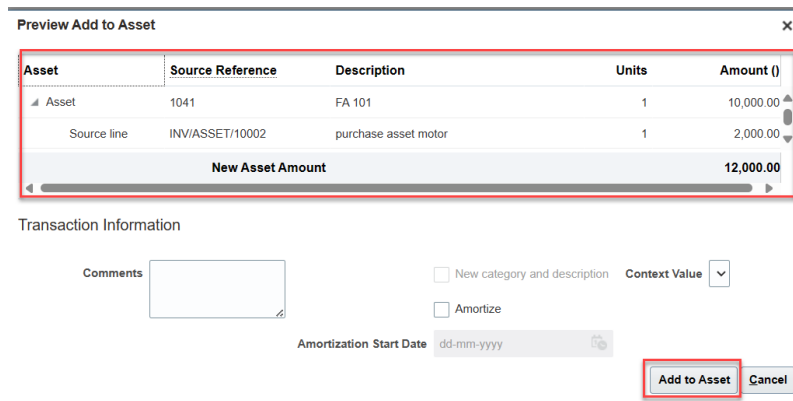 Preview Add to Asset
Asset Source Reference Description Units Amount ()
Asset 1041 FA 101 1 10,000.00
Source line INV/ASSET/10002 purchase asset motor 1 2,000.00
New Asset Amount 12,000.00
Transaction Information
Comments New category and description Context Value
Amortize
Amortization Start Date dd-mm-yyyy
Add to Asset Cancel